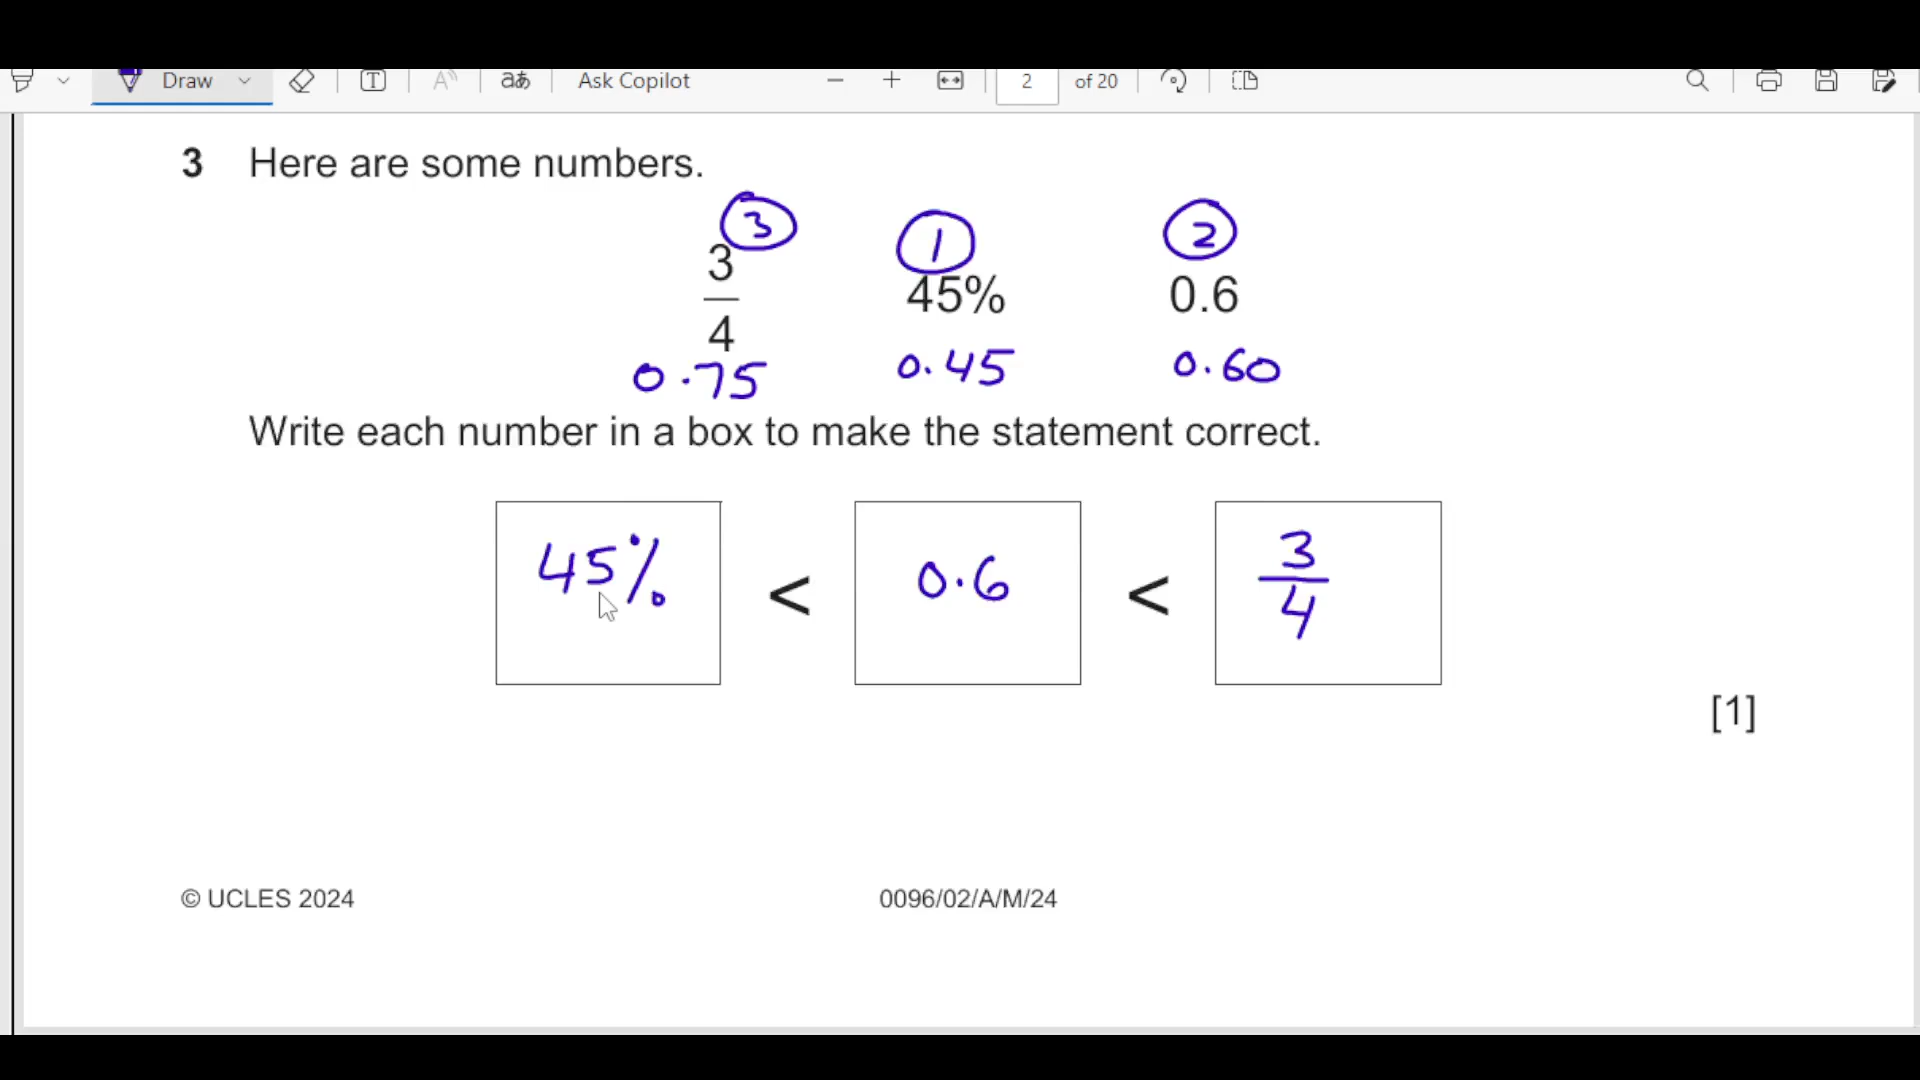 Draw
T
A
aあ
Ask Copilot
2
of 20
3 Here are some numbers.
3
1
2
3/4
45%
0.6
0.75
0.45
0.60
Write each number in a box to make the statement correct.
45% < 0.6 < 3/4
[1]
© UCLES 2024
0096/02/A/M/24